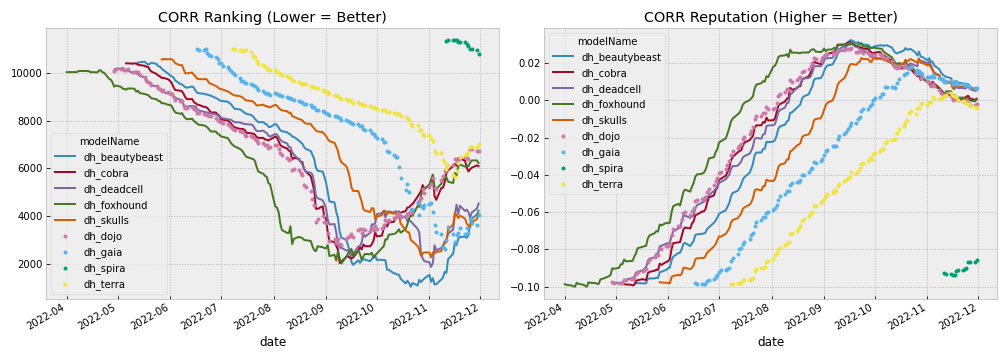 CORR Ranking (Lower = Better)
10000
8000
6000
4000
2000
modelName
dh_beautybeast
dh_cobra
dh_deadcell
dh_foxhound
dh_skulls
dh_dojo
dh_gaia
dh_spira
dh_terra
2022-04
2022-05
2022-06
2022-07
2022-08
2022-09
2022-10
2022-11
2022-12
date
CORR Reputation (Higher = Better)
0.02
0.00
−0.02
−0.04
−0.06
−0.08
−0.10
modelName
dh_beautybeast
dh_cobra
dh_deadcell
dh_foxhound
dh_skulls
dh_dojo
dh_gaia
dh_spira
dh_terra
2022-04
2022-05
2022-06
2022-07
2022-08
2022-09
2022-10
2022-11
2022-12
date